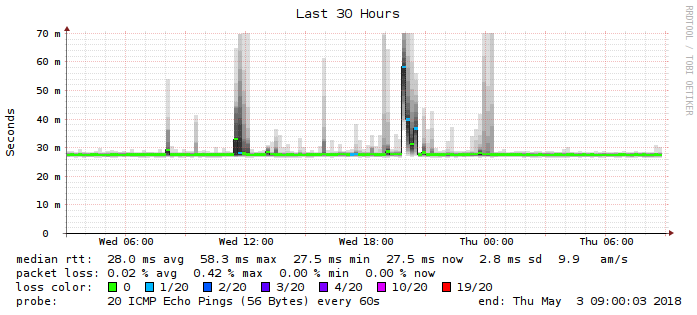 Last 30 Hours
RRDTOOL / TOBI OETIKER
Seconds
70 m
60 m
50 m
40 m
30 m
20 m
10 m
0
Wed 06:00 Wed 12:00 Wed 18:00 Thu 00:00 Thu 06:00
median rtt: 28.0 ms avg 58.3 ms max 27.5 ms min 27.5 ms now 2.8 ms sd 9.9 am/s
packet loss: 0.02 % avg 0.42 % max 0.00 % min 0.00 % now
loss color: 0 1/20 2/20 3/20 4/20 10/20 19/20
probe: 20 ICMP Echo Pings (56 Bytes) every 60s end: Thu May 3 09:00:03 2018